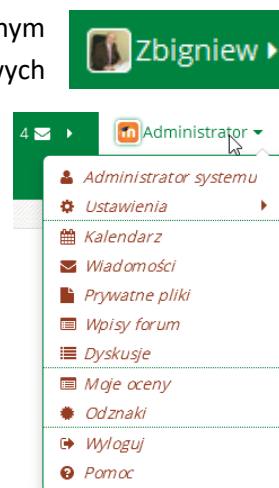 nym
wych
Zbigniew
4
Administrator
Administrator systemu
Ustawienia
Kalendarz
Wiadomości
Prywatne pliki
Wpisy forum
Dyskusje
Moje oceny
Odznaki
Wyloguj
Pomoc